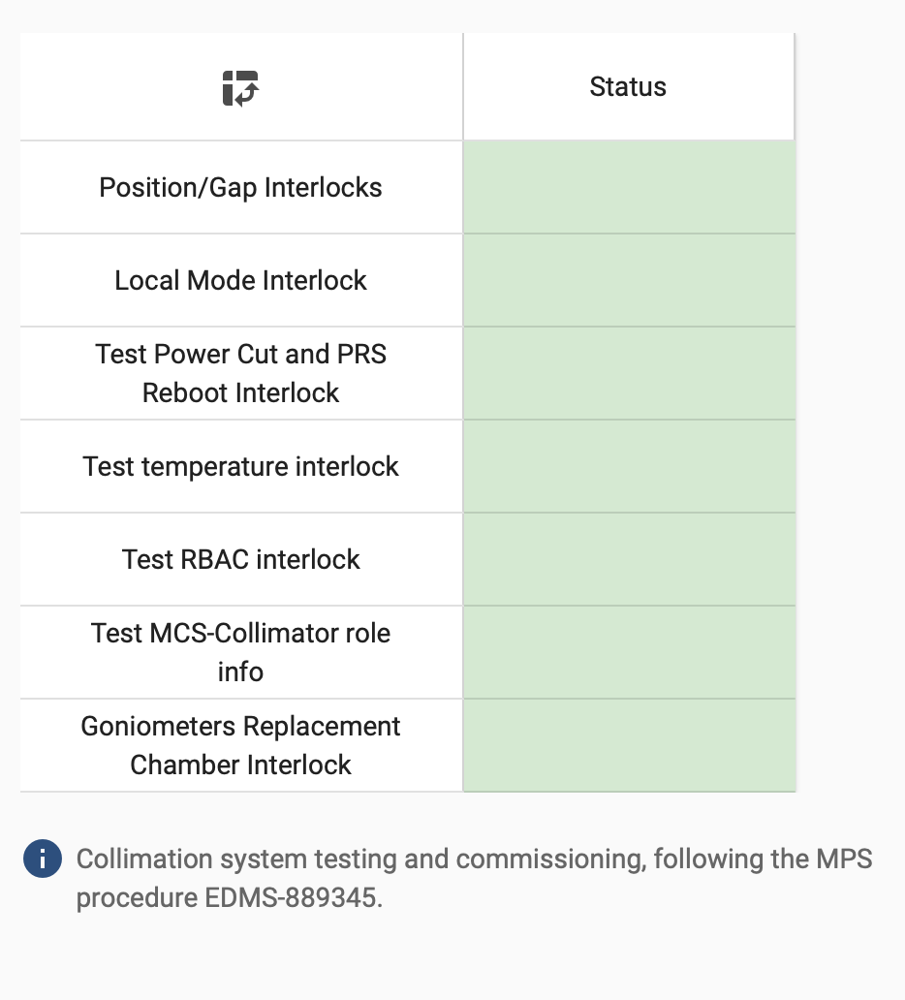 Status
Position/Gap Interlocks
Local Mode Interlock
Test Power Cut and PRS
Reboot Interlock
Test temperature interlock
Test RBAC interlock
Test MCS-Collimator role
info
Goniometers Replacement
Chamber Interlock
Collimation system testing and commissioning, following the MPS
procedure EDMS-889345.